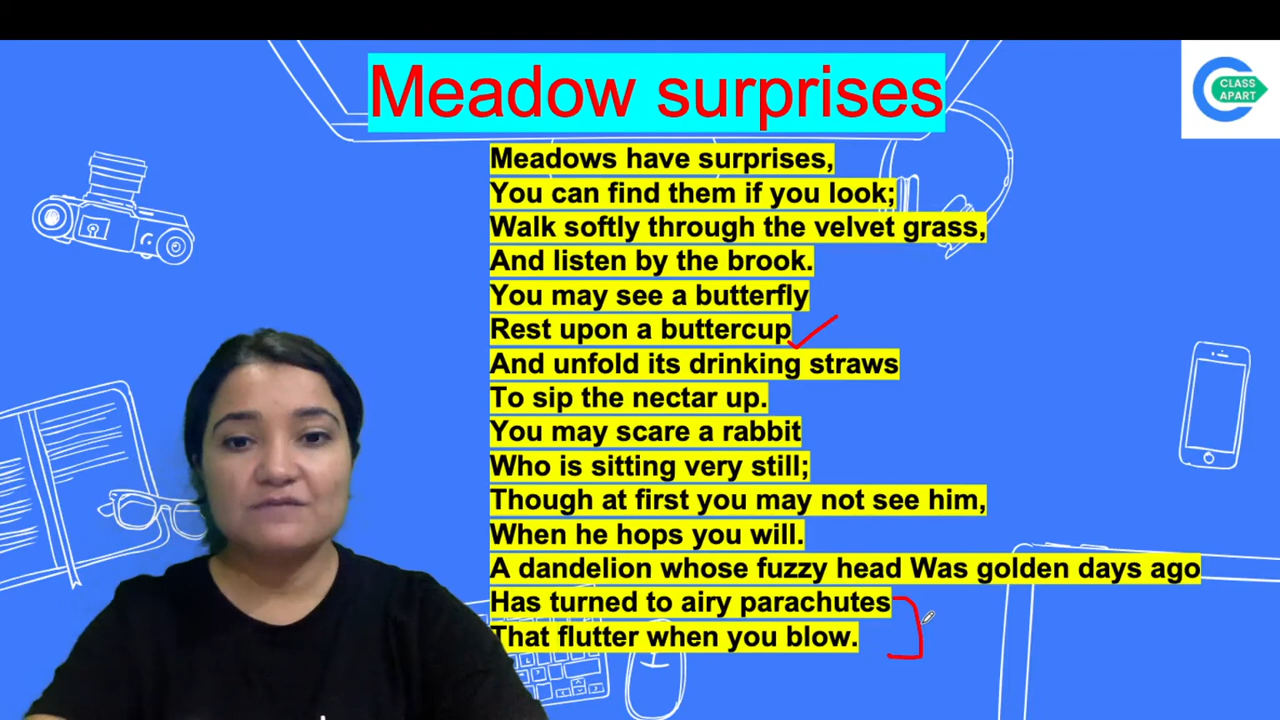 Meadow surprises
CLASS
APART
Meadows have surprises,
You can find them if you look;
Walk softly through the velvet grass,
And listen by the brook.
You may see a butterfly
Rest upon a buttercup
And unfold its drinking straws
To sip the nectar up.
You may scare a rabbit
Who is sitting very still;
Though at first you may not see him,
When he hops you will.
A dandelion whose fuzzy head Was golden days ago
Has turned to airy parachutes
That flutter when you blow.